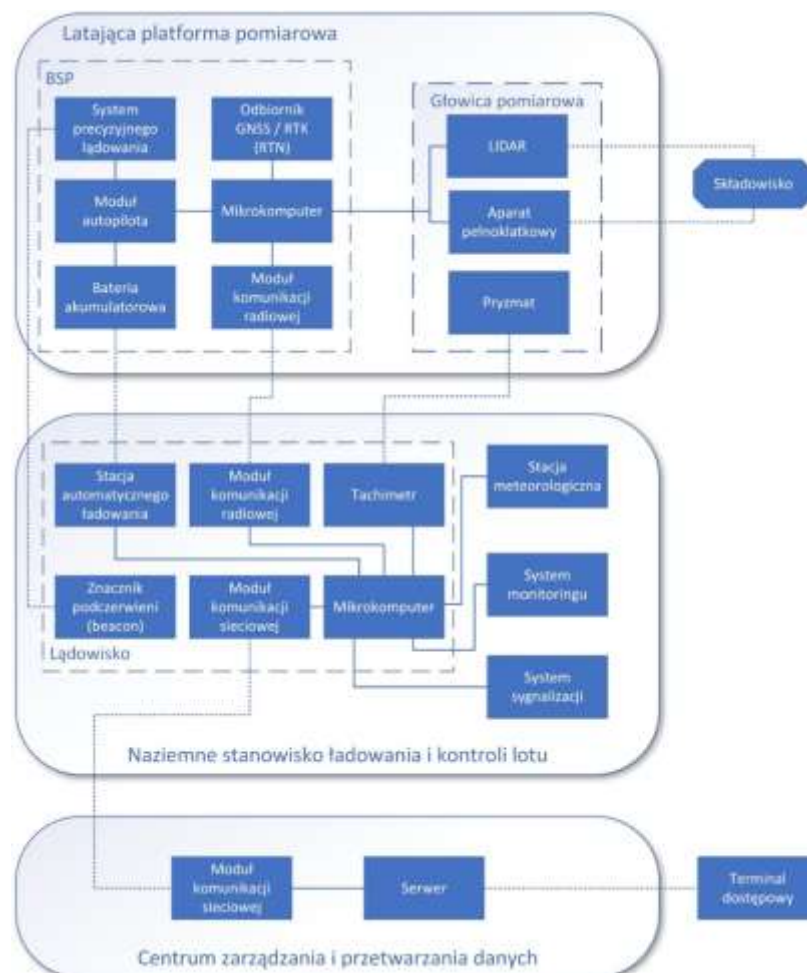 Latająca platforma pomiarowa
BSP
System
precyzyjnego
lądowania
Odbiornik
GNSS / RTK
(RTN)
Głowica pomiarowa
LIDAR
Składowisko
Moduł
autopilota
Mikrokomputer
Aparat
pełnoklatkowy
Bateria
akumulatorowa
Moduł
komunikacji
radiowej
Pryzmat
Stacja
automatycznego
ładowania
Moduł
komunikacji
radiowej
Tachimetr
Stacja
meteorologiczna
Znacznik
podczerwieni
(beacon)
Moduł
komunikacji
sieciowej
Mikrokomputer
System
monitoringu
Lądowisko
System
sygnalizacji
Naziemne stanowisko ładowania i kontroli lotu
Moduł
komunikacji
sieciowej
Serwer
Terminal
dostępowy
Centrum zarządzania i przetwarzania danych